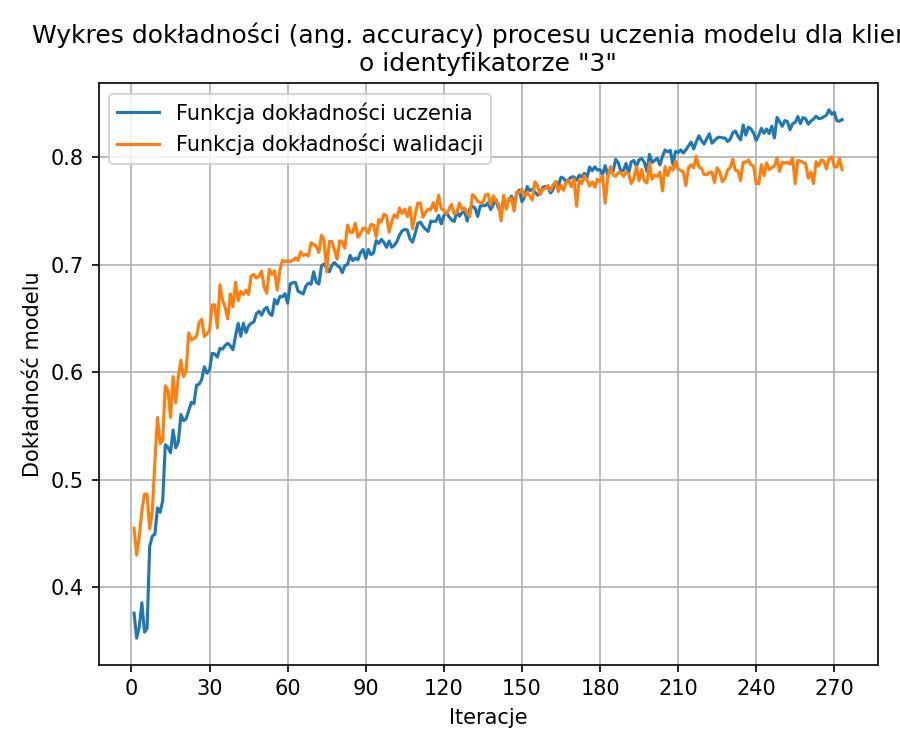 Wykres dokładności (ang. accuracy) procesu uczenia modelu dla
o identyfikatorze "3"
Funkcja dokładności uczenia
Funkcja dokładności walidacji
Dokładność modelu
0.8
0.7
0.6
0.5
0.4
0 30 60 90 120 150 180 210 240 270
Iteracje